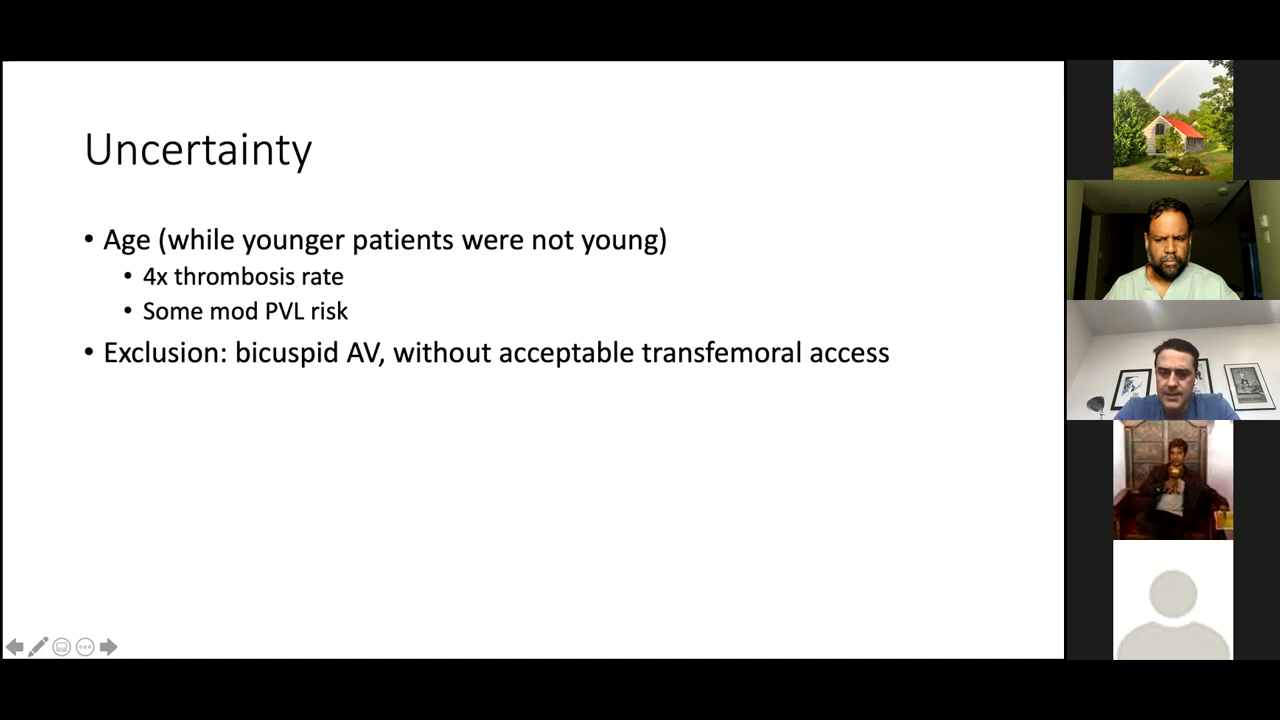 Uncertainty
• Age (while younger patients were not young)
• 4x thrombosis rate
• Some mod PVL risk
• Exclusion: bicuspid AV, without acceptable transfemoral access